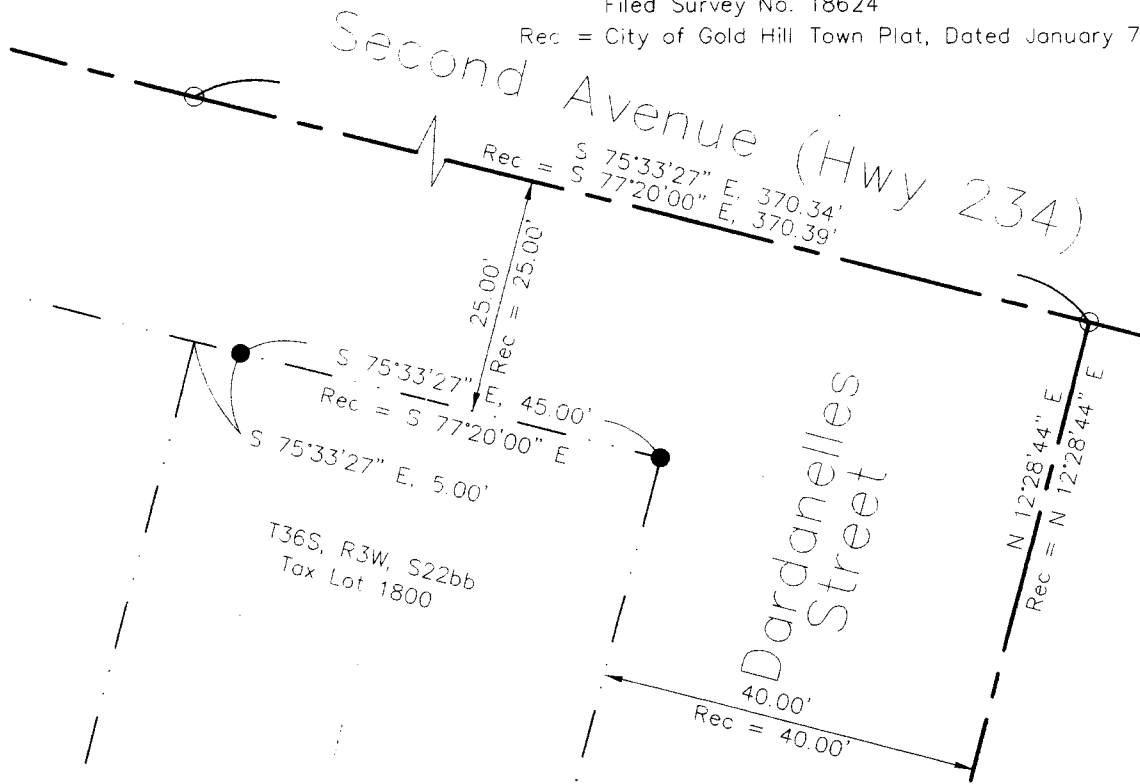 Filed Survey No. 18624
Rec = City of Gold Hill Town Plat, Dated January 7
Second Avenue (Hwy 234)
S 75°33'27" E, 370.34'
Rec = S 77°20'00" E, 370.39'
25.00'
Rec = 25.00'
S 75°33'27" E, 45.00'
Rec = S 77°20'00" E
S 75°33'27" E, 5.00'
T36S, R3W, S22bb
Tax Lot 1800
Dardanelles
Street
N 12°28'44" E
Rec = N 12°28'44" E
40.00'
Rec = 40.00'